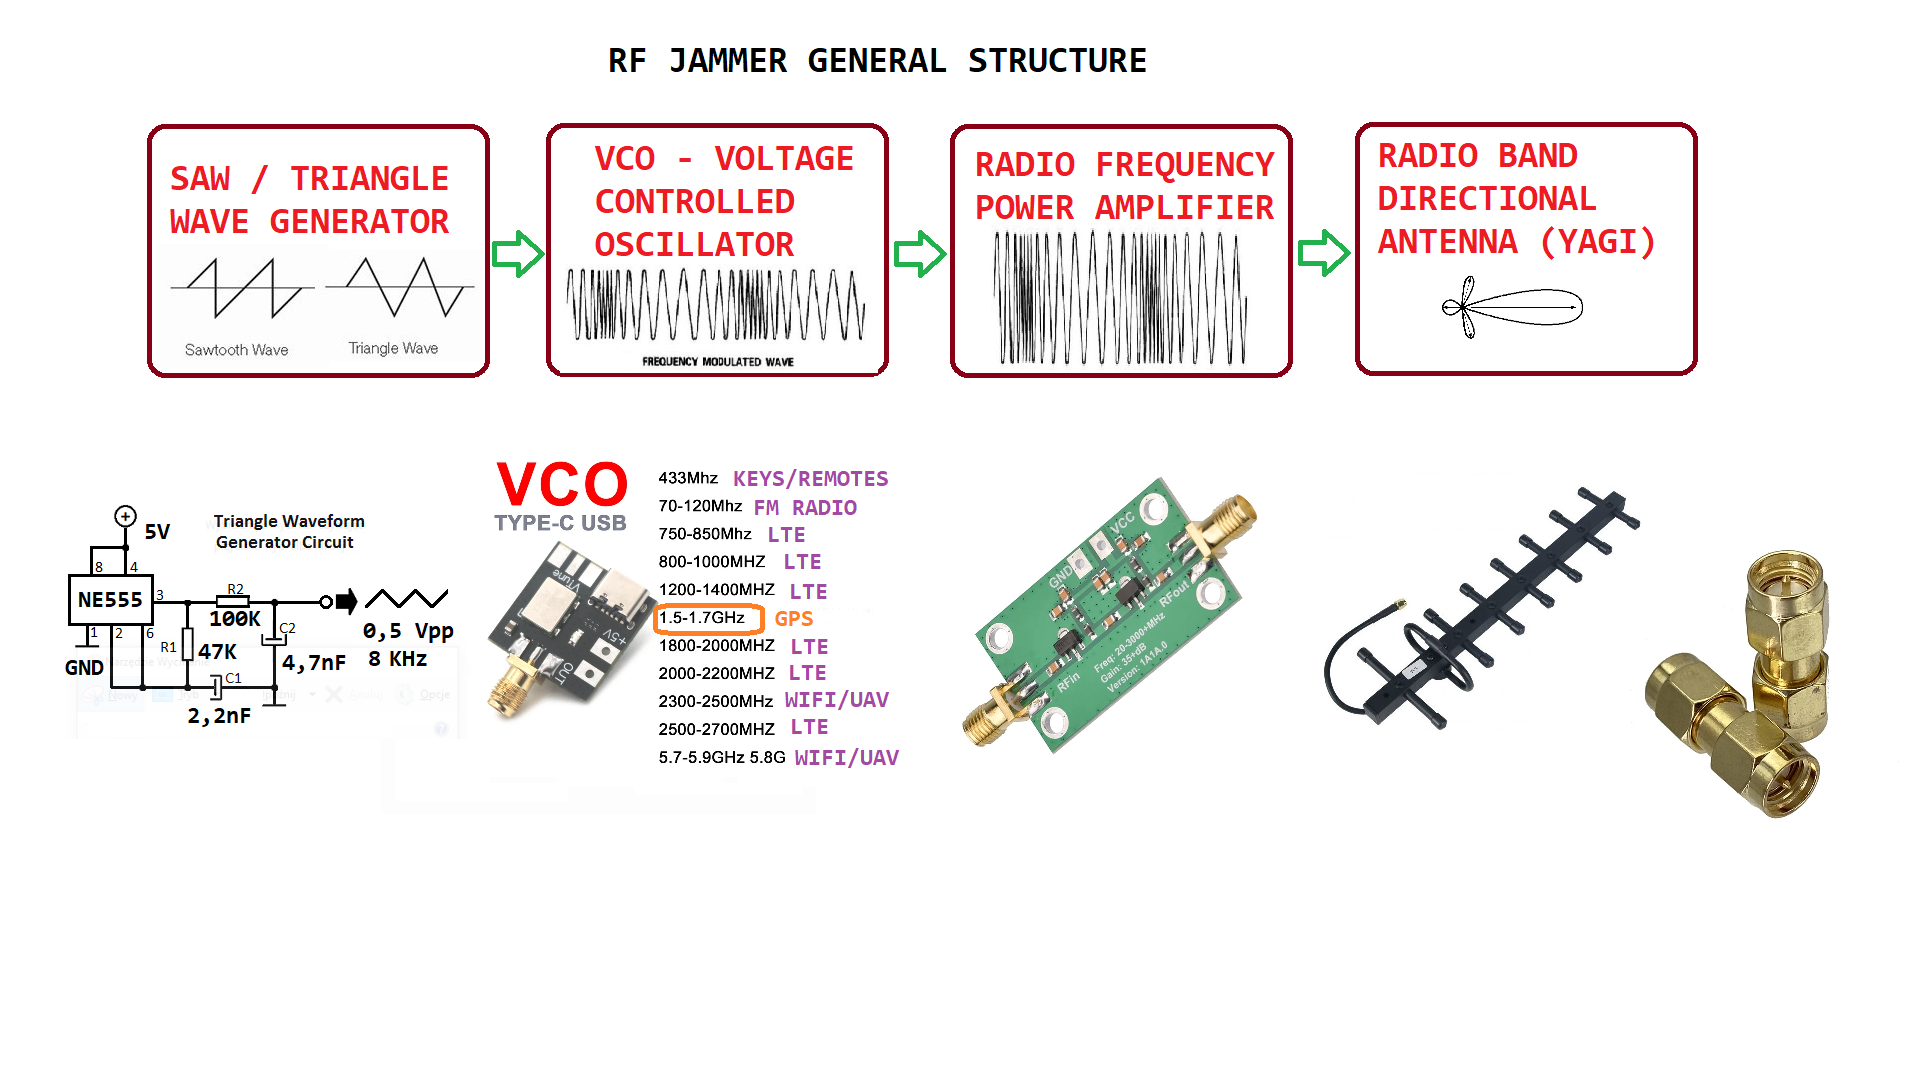 RF JAMMER GENERAL STRUCTURE
SAW / TRIANGLE
WAVE GENERATOR
Sawtooth Wave
Triangle Wave
VCO - VOLTAGE
CONTROLLED
OSCILLATOR
FREQUENCY MODULATED WAVE
RADIO FREQUENCY
POWER AMPLIFIER
RADIO BAND
DIRECTIONAL
ANTENNA (YAGI)
Triangle Waveform
Generator Circuit
5V
8 4
NE555
3
R2
100K
1 2 6
GND
R1
47K
C2
4,7nF
C1
2,2nF
0,5 Vpp
8 KHz
VCO
TYPE-C USB
VTune
+5V
OUT
433Mhz KEYS/REMOTES
70-120Mhz FM RADIO
750-850Mhz LTE
800-1000MHZ LTE
1200-1400MHZ LTE
1.5-1.7GHz GPS
1800-2000MHZ LTE
2000-2200MHZ LTE
2300-2500MHz WIFI/UAV
2500-2700MHZ LTE
5.7-5.9GHz 5.8G WIFI/UAV
VCC
GND
RFout
RFin
Freq: 20-3000+MHz
Gain: 35+dB
Version: 1A1A.0